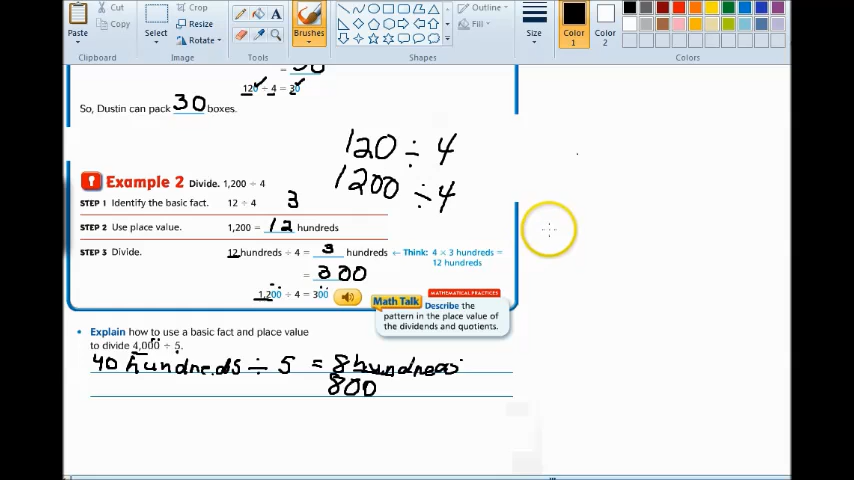 Cut
Crop
Outline
Copy
Resize
Fill
Paste
Select
Rotate
Brushes
Size
Color 1
Color 2
Clipboard
Image
Tools
Shapes
Colors
= 30
120 ÷ 4 = 30
So, Dustin can pack 30 boxes.
120 ÷ 4
1200 ÷ 4
Example 2 Divide. 1,200 ÷ 4
STEP 1 Identify the basic fact. 12 ÷ 4 3
STEP 2 Use place value. 1,200 = 12 hundreds
STEP 3 Divide. 12 hundreds ÷ 4 = 3 hundreds ← Think: 4 × 3 hundreds =
12 hundreds
= 300
1,200 ÷ 4 = 300
MATHEMATICAL PRACTICES
Math Talk Describe the
pattern in the place value of
the dividends and quotients.
• Explain how to use a basic fact and place value
to divide 4,000 ÷ 5.
40 hundreds ÷ 5 = 8 hundreds
800